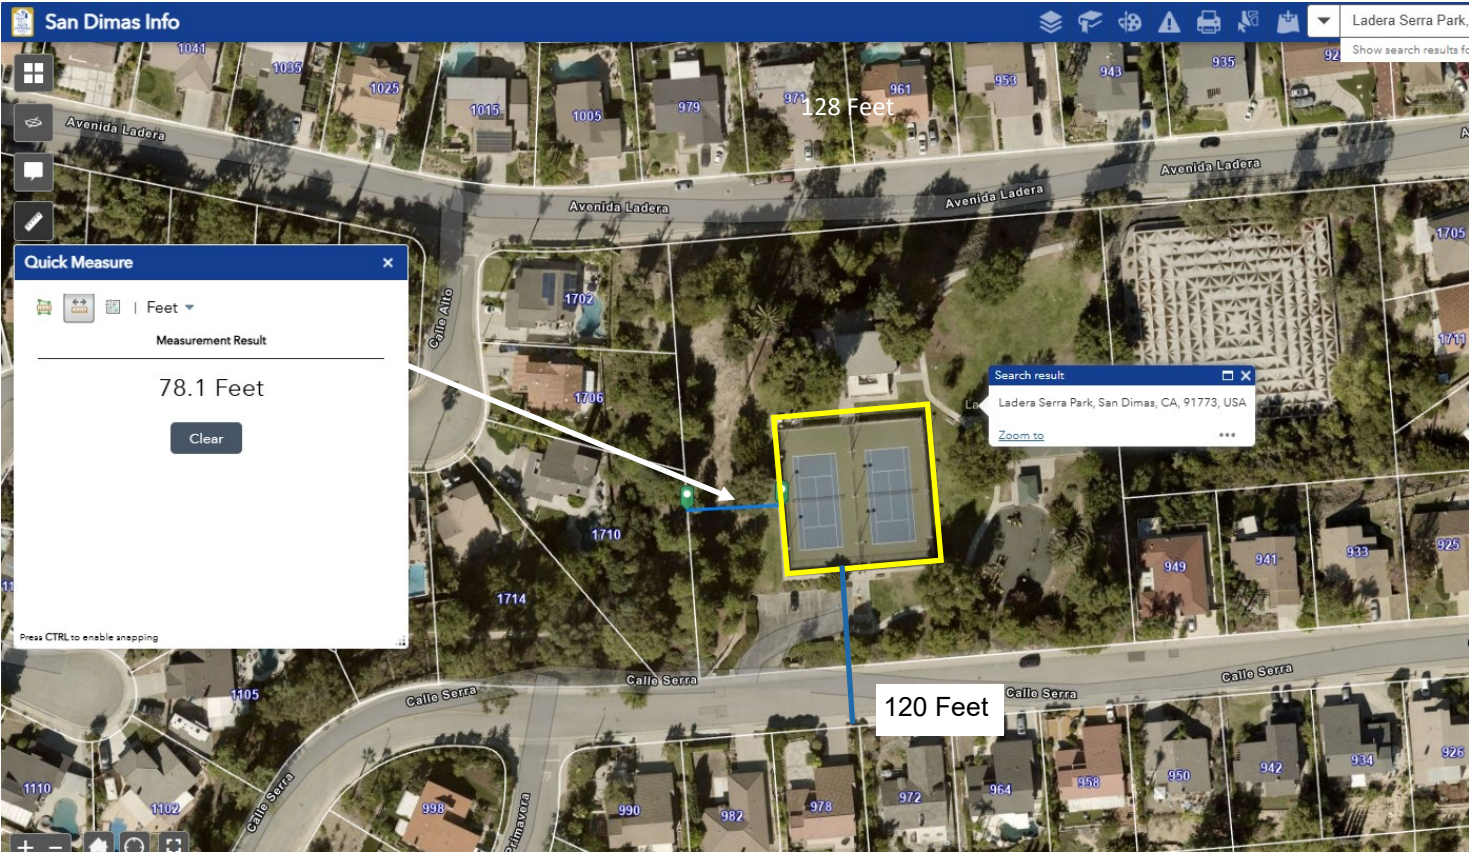 San Dimas Info
Ladera Serra Park,
Show search results fo
1041
1035
1025
1015
1005
979
971
128 Feet
961
953
943
935
Avenida Ladera
Avenida Ladera
Avenida Ladera
Avenida Ladera
1705
Quick Measure
Feet
Measurement Result
78.1 Feet
Clear
Press CTRL to enable snapping
Calle Alto
1702
1706
1711
Search result
Ladera Serra Park, San Dimas, CA, 91773, USA
Zoom to
1710
1714
949
941
933
925
Calle Serra
Calle Serra
Calle Serra
Calle Serra
Calle Serra
120 Feet
1105
1110
1102
998
Primavera
990
982
978
972
964
958
950
942
934
926